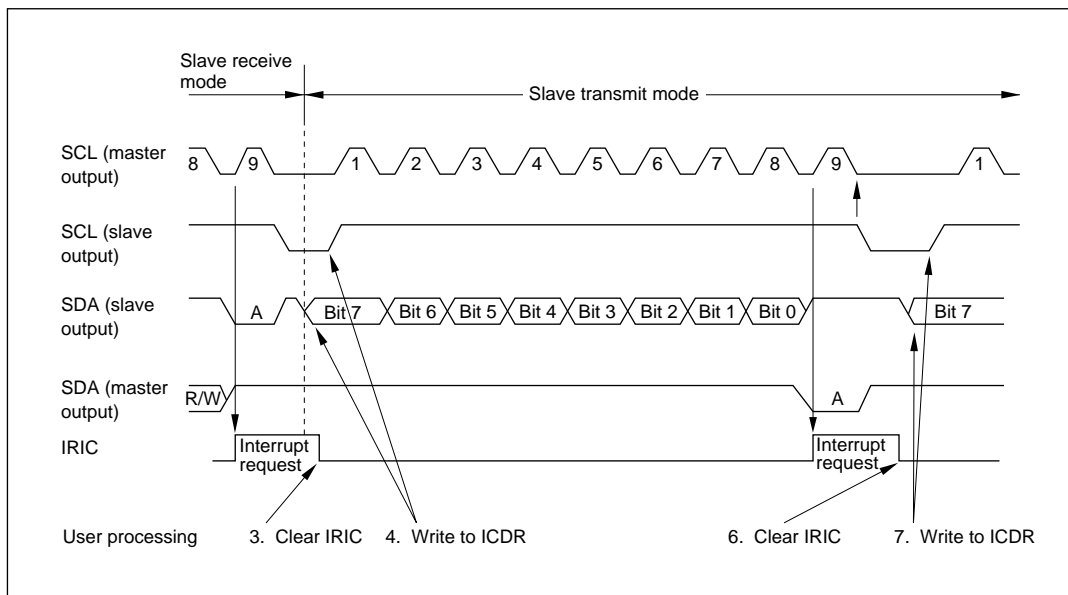 Slave receive
mode
Slave transmit mode
SCL (master
output)
8 9 1 2 3 4 5 6 7 8 9 1
SCL (slave
output)
SDA (slave
output)
A Bit 7 Bit 6 Bit 5 Bit 4 Bit 3 Bit 2 Bit 1 Bit 0 Bit 7
SDA (master
output)
R/W A
IRIC
Interrupt
request
Interrupt
request
User processing 3. Clear IRIC 4. Write to ICDR 6. Clear IRIC 7. Write to ICDR